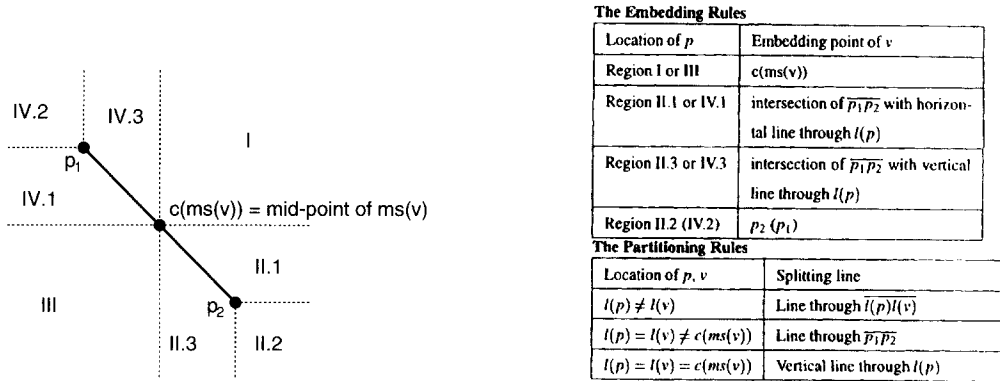 IV.2
IV.3
I
p1
IV.1
c(ms(v)) = mid-point of ms(v)
II.1
p2
III
II.3
II.2
The Embedding Rules
Location of p
Embedding point of v
Region I or III
c(ms(v))
Region II.1 or IV.1
intersection of p1p2 with horizon-
tal line through l(p)
Region II.3 or IV.3
intersection of p1p2 with vertical
line through l(p)
Region II.2 (IV.2)
p2 (p1)
The Partitioning Rules
Location of p, v
Splitting line
l(p) ≠ l(v)
Line through l(p)l(v)
l(p) = l(v) ≠ c(ms(v))
Line through p1p2
l(p) = l(v) = c(ms(v))
Vertical line through l(p)